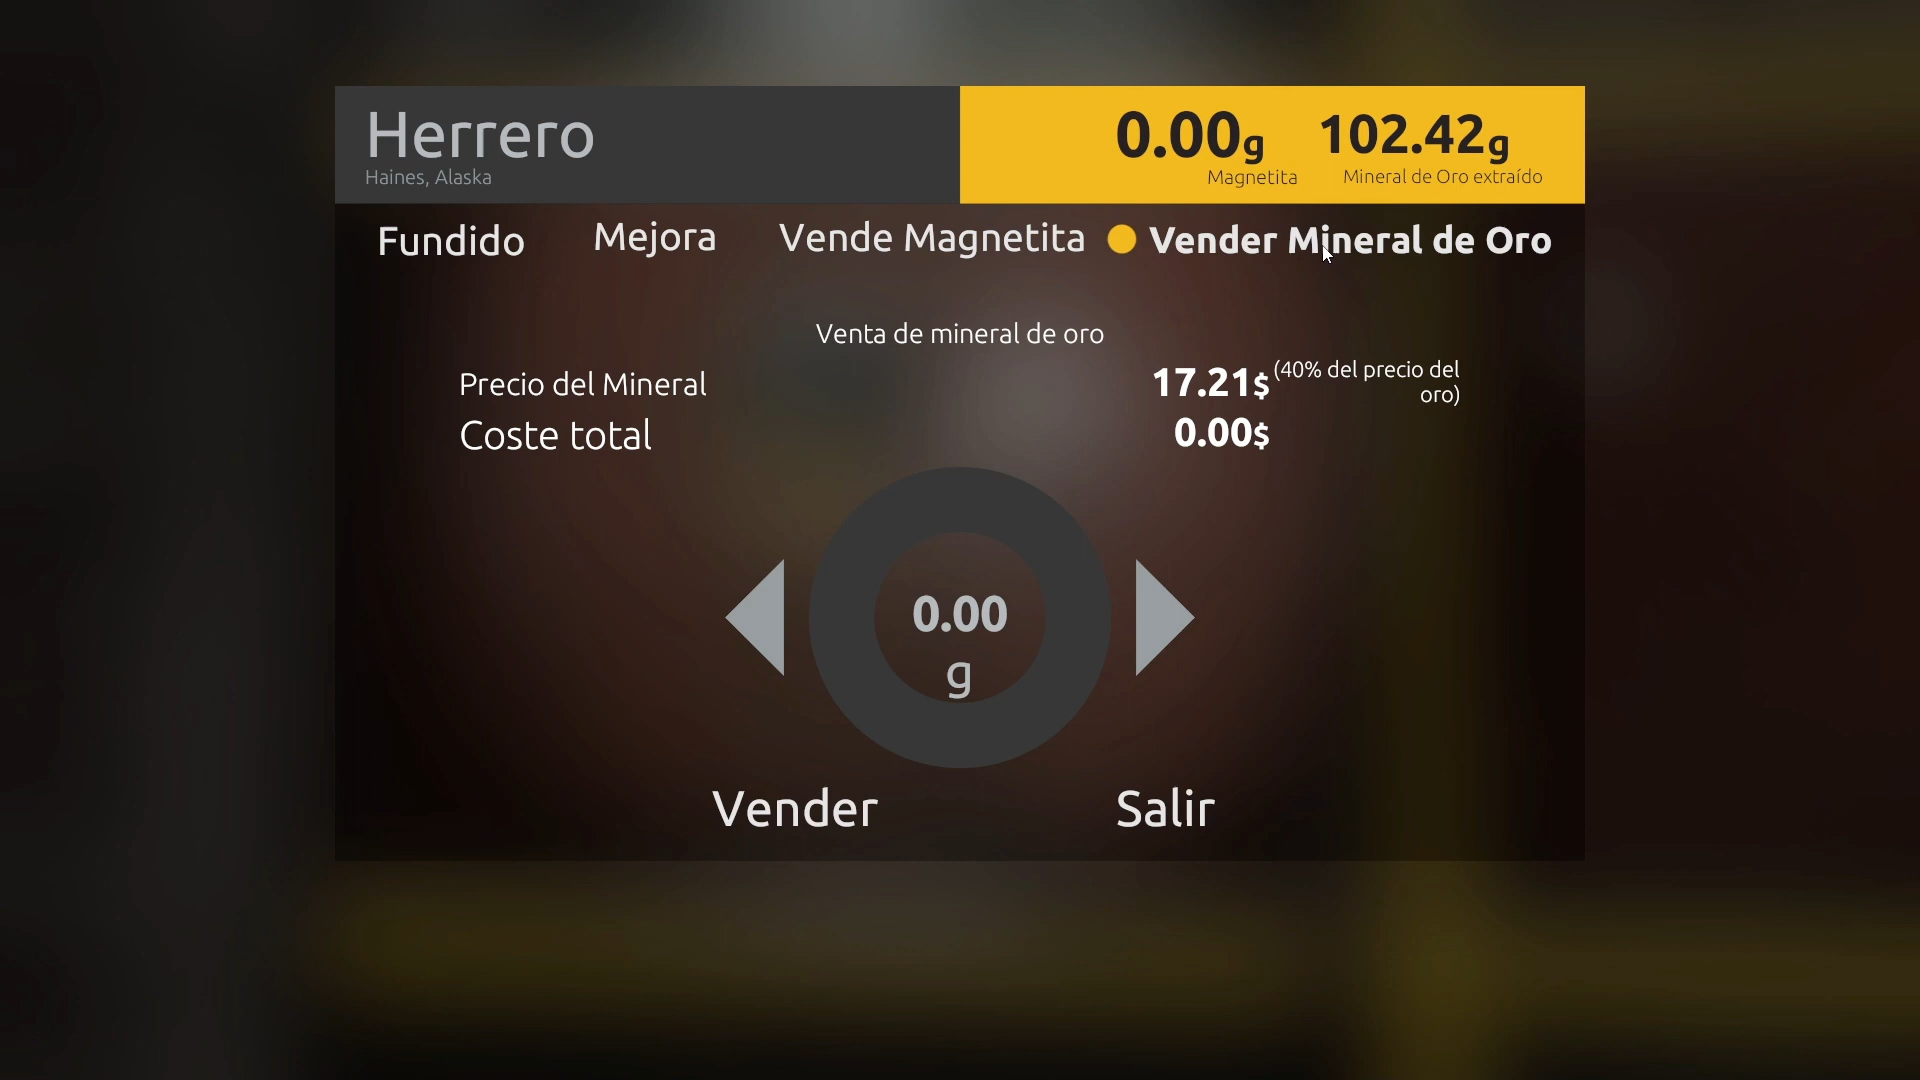 Herrero
Haines, Alaska
0.00g
Magnetita
102.42g
Mineral de Oro extraído
Fundido
Mejora
Vende Magnetita
Vender Mineral de Oro
Venta de mineral de oro
Precio del Mineral
17.21$
(40% del precio del
oro)
Coste total
0.00$
0.00
g
Vender
Salir